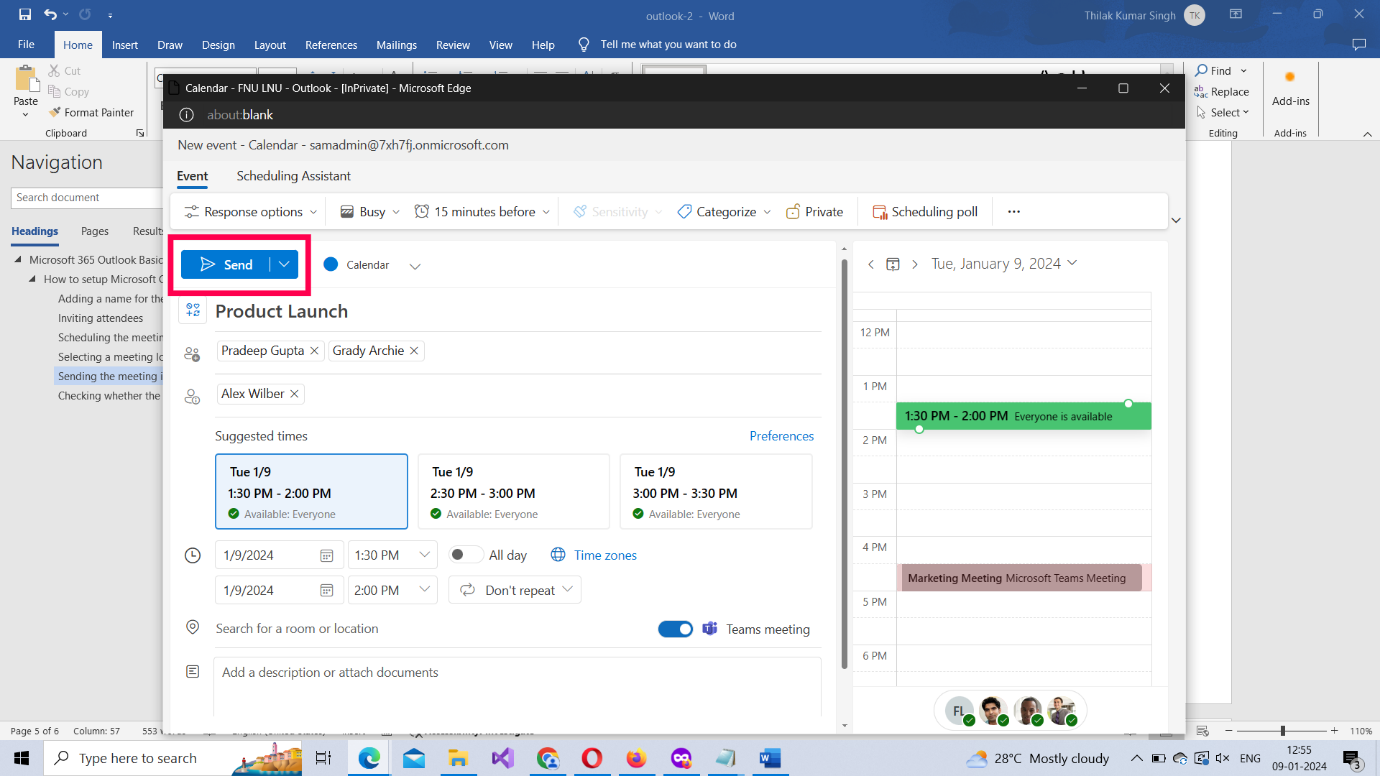 outlook-2 - Word
Thilak Kumar Singh TK
File Home Insert Draw Design Layout References Mailings Review View Help Tell me what you want to do
Paste
Cut
Copy
Format Painter
Clipboard
Find
Replace
Select
Editing
Add-ins
Add-ins
Navigation
Search document
Headings Pages
Microsoft 365 Outlook Basic
How to setup Microsoft
Adding a name for the
Inviting attendees
Scheduling the
Selecting a meeting
Sending the meeting
Checking whether the
Calendar - FNU LNU - Outlook - [InPrivate] - Microsoft Edge
about:blank
New event - Calendar - samadmin@7xh7fj.onmicrosoft.com
Event Scheduling Assistant
Response options Busy 15 minutes before Sensitivity Categorize Private Scheduling poll ...
Send Calendar
Product Launch
Pradeep Gupta Grady Archie
Alex Wilber
Suggested times Preferences
Tue 1/9
1:30 PM - 2:00 PM
Available: Everyone
Tue 1/9
2:30 PM - 3:00 PM
Available: Everyone
Tue 1/9
3:00 PM - 3:30 PM
Available: Everyone
1/9/2024 1:30 PM All day Time zones
1/9/2024 2:00 PM Don't repeat
Search for a room or location Teams meeting
Add a description or attach documents
Tue, January 9, 2024
12 PM
1 PM
1:30 PM - 2:00 PM Everyone is available
2 PM
3 PM
4 PM
Marketing Meeting Microsoft Teams Meeting
5 PM
6 PM
FL
Page 5 of 6 Column: 57 553
110%
Type here to search
28°C Mostly cloudy ENG
12:55
09-01-2024
3